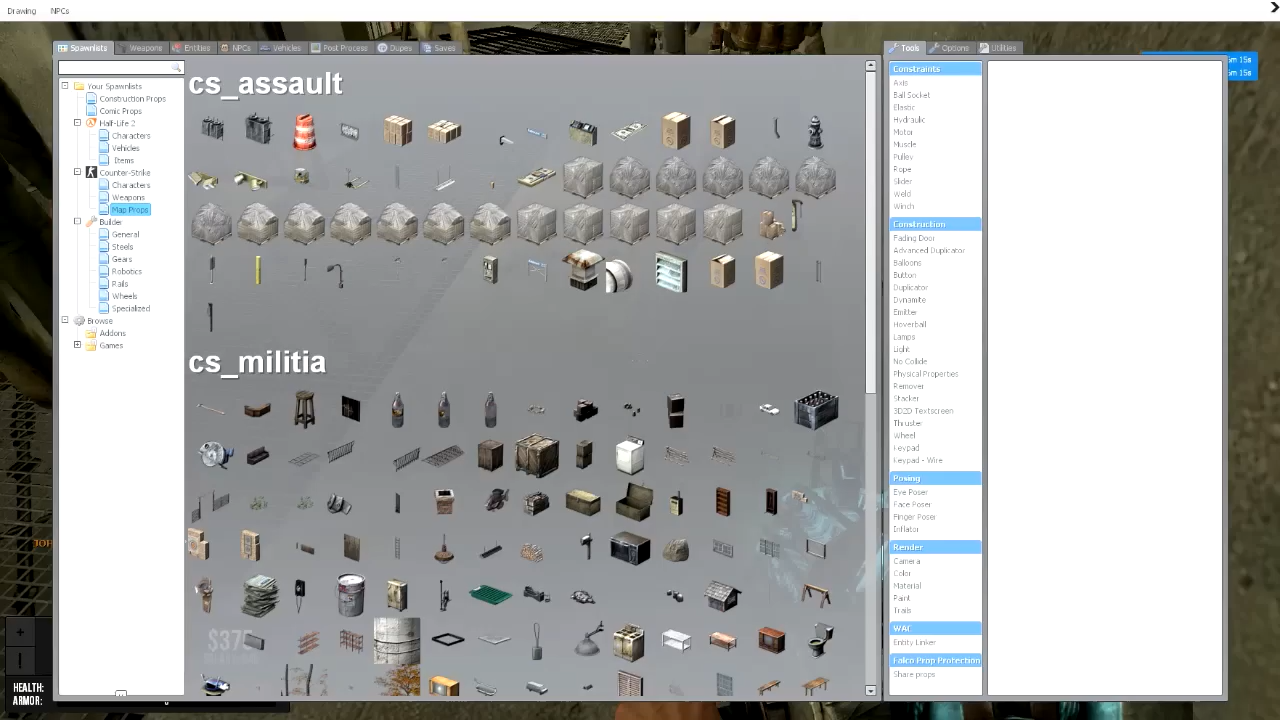 Drawing NPCs
Spawnlists Weapons Entities NPCs Vehicles Post Process Dupes Saves
Tools Options Utilities
m 15s
m 15s
Your Spawnlists
Construction Props
Comic Props
Half-Life 2
Characters
Vehicles
Items
Counter-Strike
Characters
Weapons
Map Props
Builder
General
Steels
Gears
Robotics
Rails
Wheels
Specialized
Browse
Addons
Games
cs_assault
cs_militia
Constraints
Axis
Ball Socket
Elastic
Hydraulic
Motor
Muscle
Pulley
Rope
Slider
Weld
Winch
Construction
Fading Door
Advanced Duplicator
Balloons
Button
Duplicator
Dynamite
Emitter
Hoverball
Lamps
Light
No Collide
Physical Properties
Remover
Stacker
3D2D Textscreen
Thruster
Wheel
Keypad
Keypad - Wire
Posing
Eye Poser
Face Poser
Finger Poser
Inflator
Render
Camera
Color
Material
Paint
Trails
WAC
Entity Linker
Falco Prop Protection
Share props
JOH
$375
HEALTH:
ARMOR: